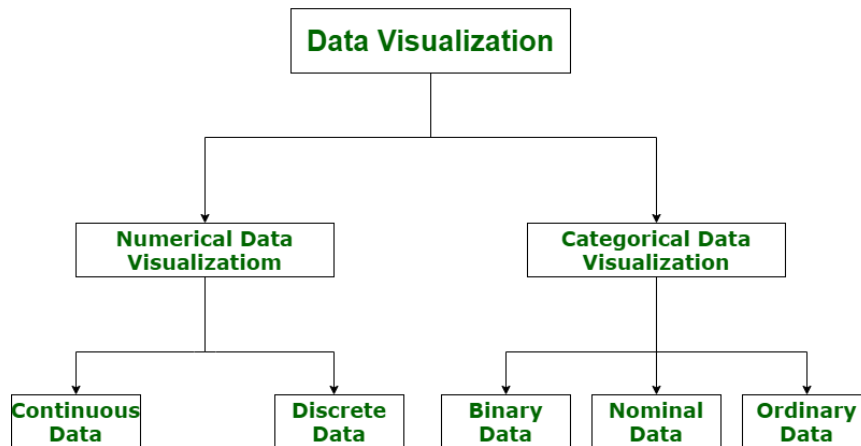 Data Visualization
Numerical Data
Visualizatiom
Categorical Data
Visualization
Continuous
Data
Discrete
Data
Binary
Data
Nominal
Data
Ordinary
Data